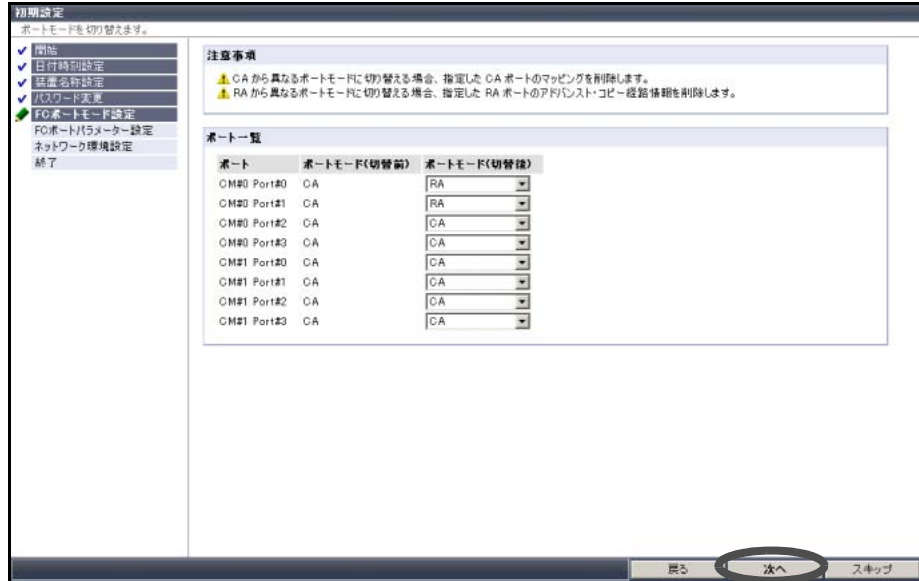 初期設定
ポートモードを切り替えます。
開始
日付時刻設定
装置名称設定
パスワード変更
FCポートモード設定
FCポートパラメーター設定
ネットワーク環境設定
終了
注意事項
CA から異なるポートモードに切り替える場合、指定した CA ポートのマッピングを削除します。
RA から異なるポートモードに切り替える場合、指定した RA ポートのアドバンスト・コピー経路情報を削除します。
ポート一覧
ポート ポートモード(切替前) ポートモード(切替後)
CM#0 Port#0 CA RA
CM#0 Port#1 CA RA
CM#0 Port#2 CA CA
CM#0 Port#3 CA CA
CM#1 Port#0 CA CA
CM#1 Port#1 CA CA
CM#1 Port#2 CA CA
CM#1 Port#3 CA CA
戻る 次へ スキップ